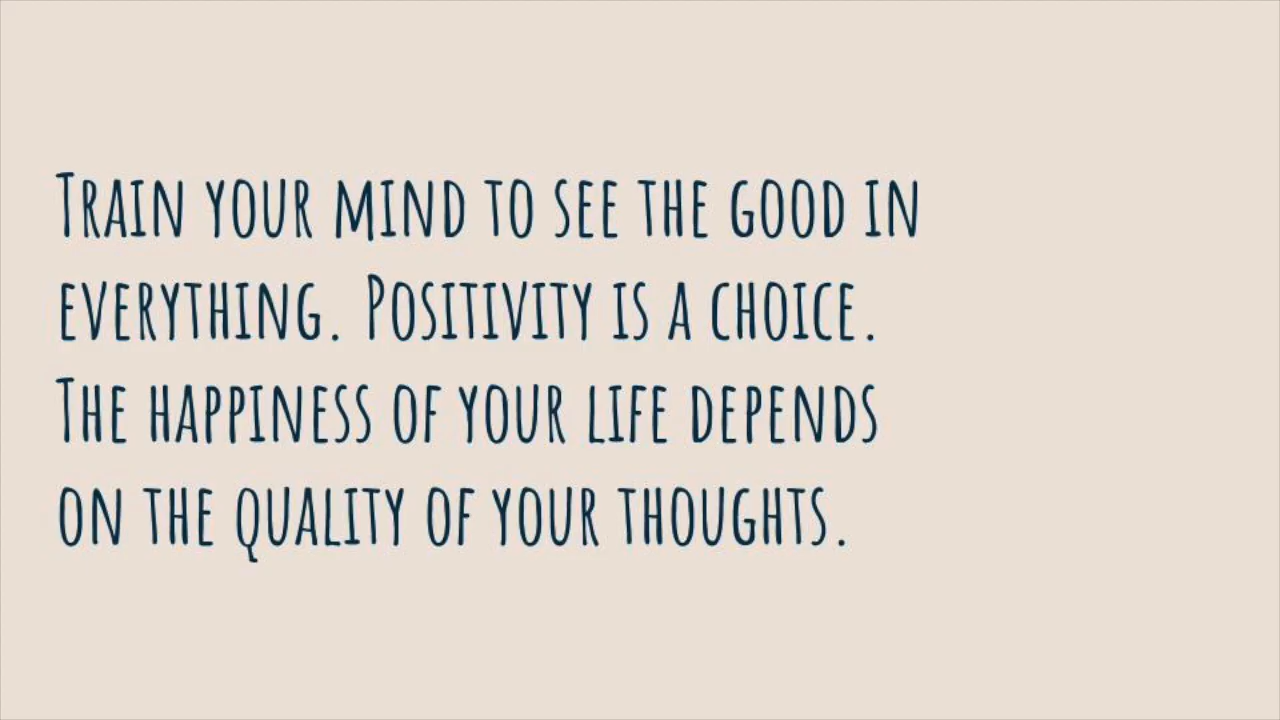 Train your mind to see the good in
everything. Positivity is a choice.
The happiness of your life depends
on the quality of your thoughts.